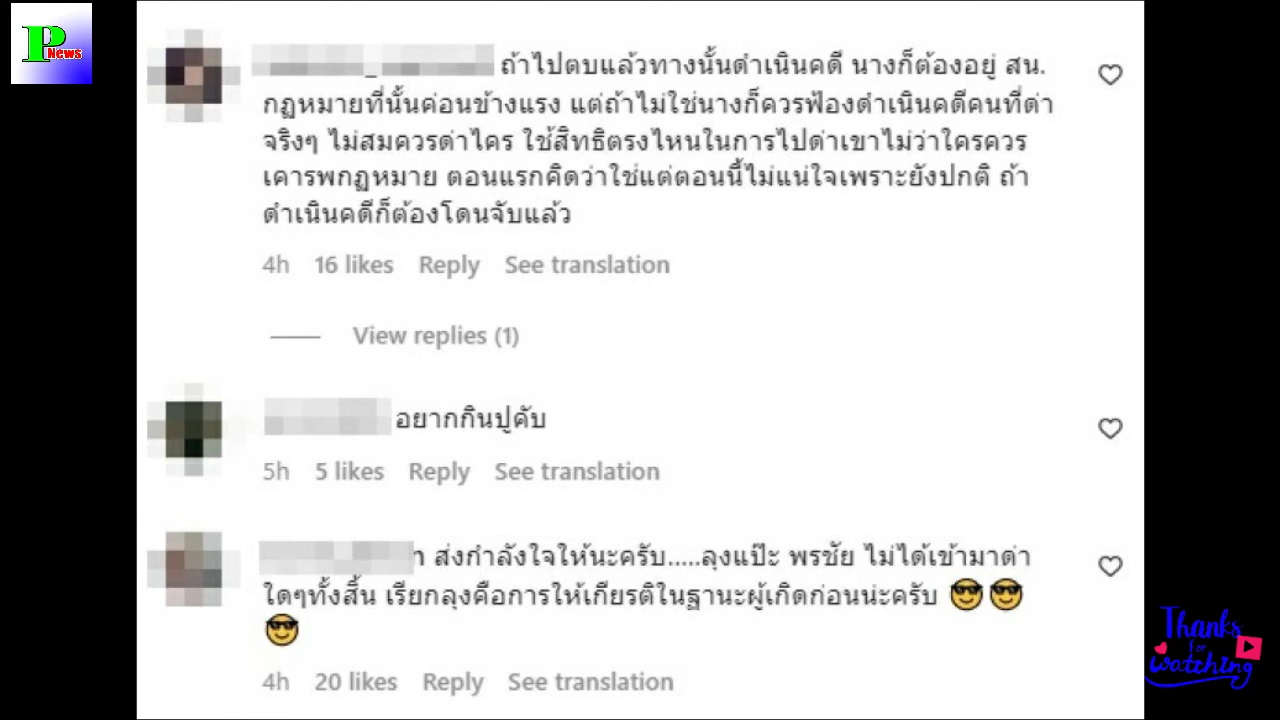 P News
ถ้าไปตบแล้วทางนั้นดำเนินคดี นางก็ต้องอยู่ สน.
กฏหมายที่นั้นค่อนข้างแรง แต่ถ้าไม่ใช่นางก็ควรฟ้องดำเนินคดีคนที่ด่า
จริงๆ ไม่สมควรด่าไคร ใช้สิทธิตรงไหนในการไปด่าเขาไม่ว่าใครควร
เคารพกฏหมาย ตอนแรกคิดว่าใช่แต่ตอนนี้ไม่แน่ใจเพราะยังปกติ ถ้า
ดำเนินคดีก็ต้องโดนจับแล้ว
4h 16 likes Reply See translation
View replies (1)
อยากกินปูคับ
5h 5 likes Reply See translation
ส่งกำลังใจให้นะครับ.....ลุงแป๊ะ พรชัย ไม่ได้เข้ามาด่า
ใดๆทั้งสิ้น เรียกลุงคือการให้เกียรติในฐานะผู้เกิดก่อนน่ะครับ 😎😎
😎
4h 20 likes Reply See translation
Thanks
for
watching